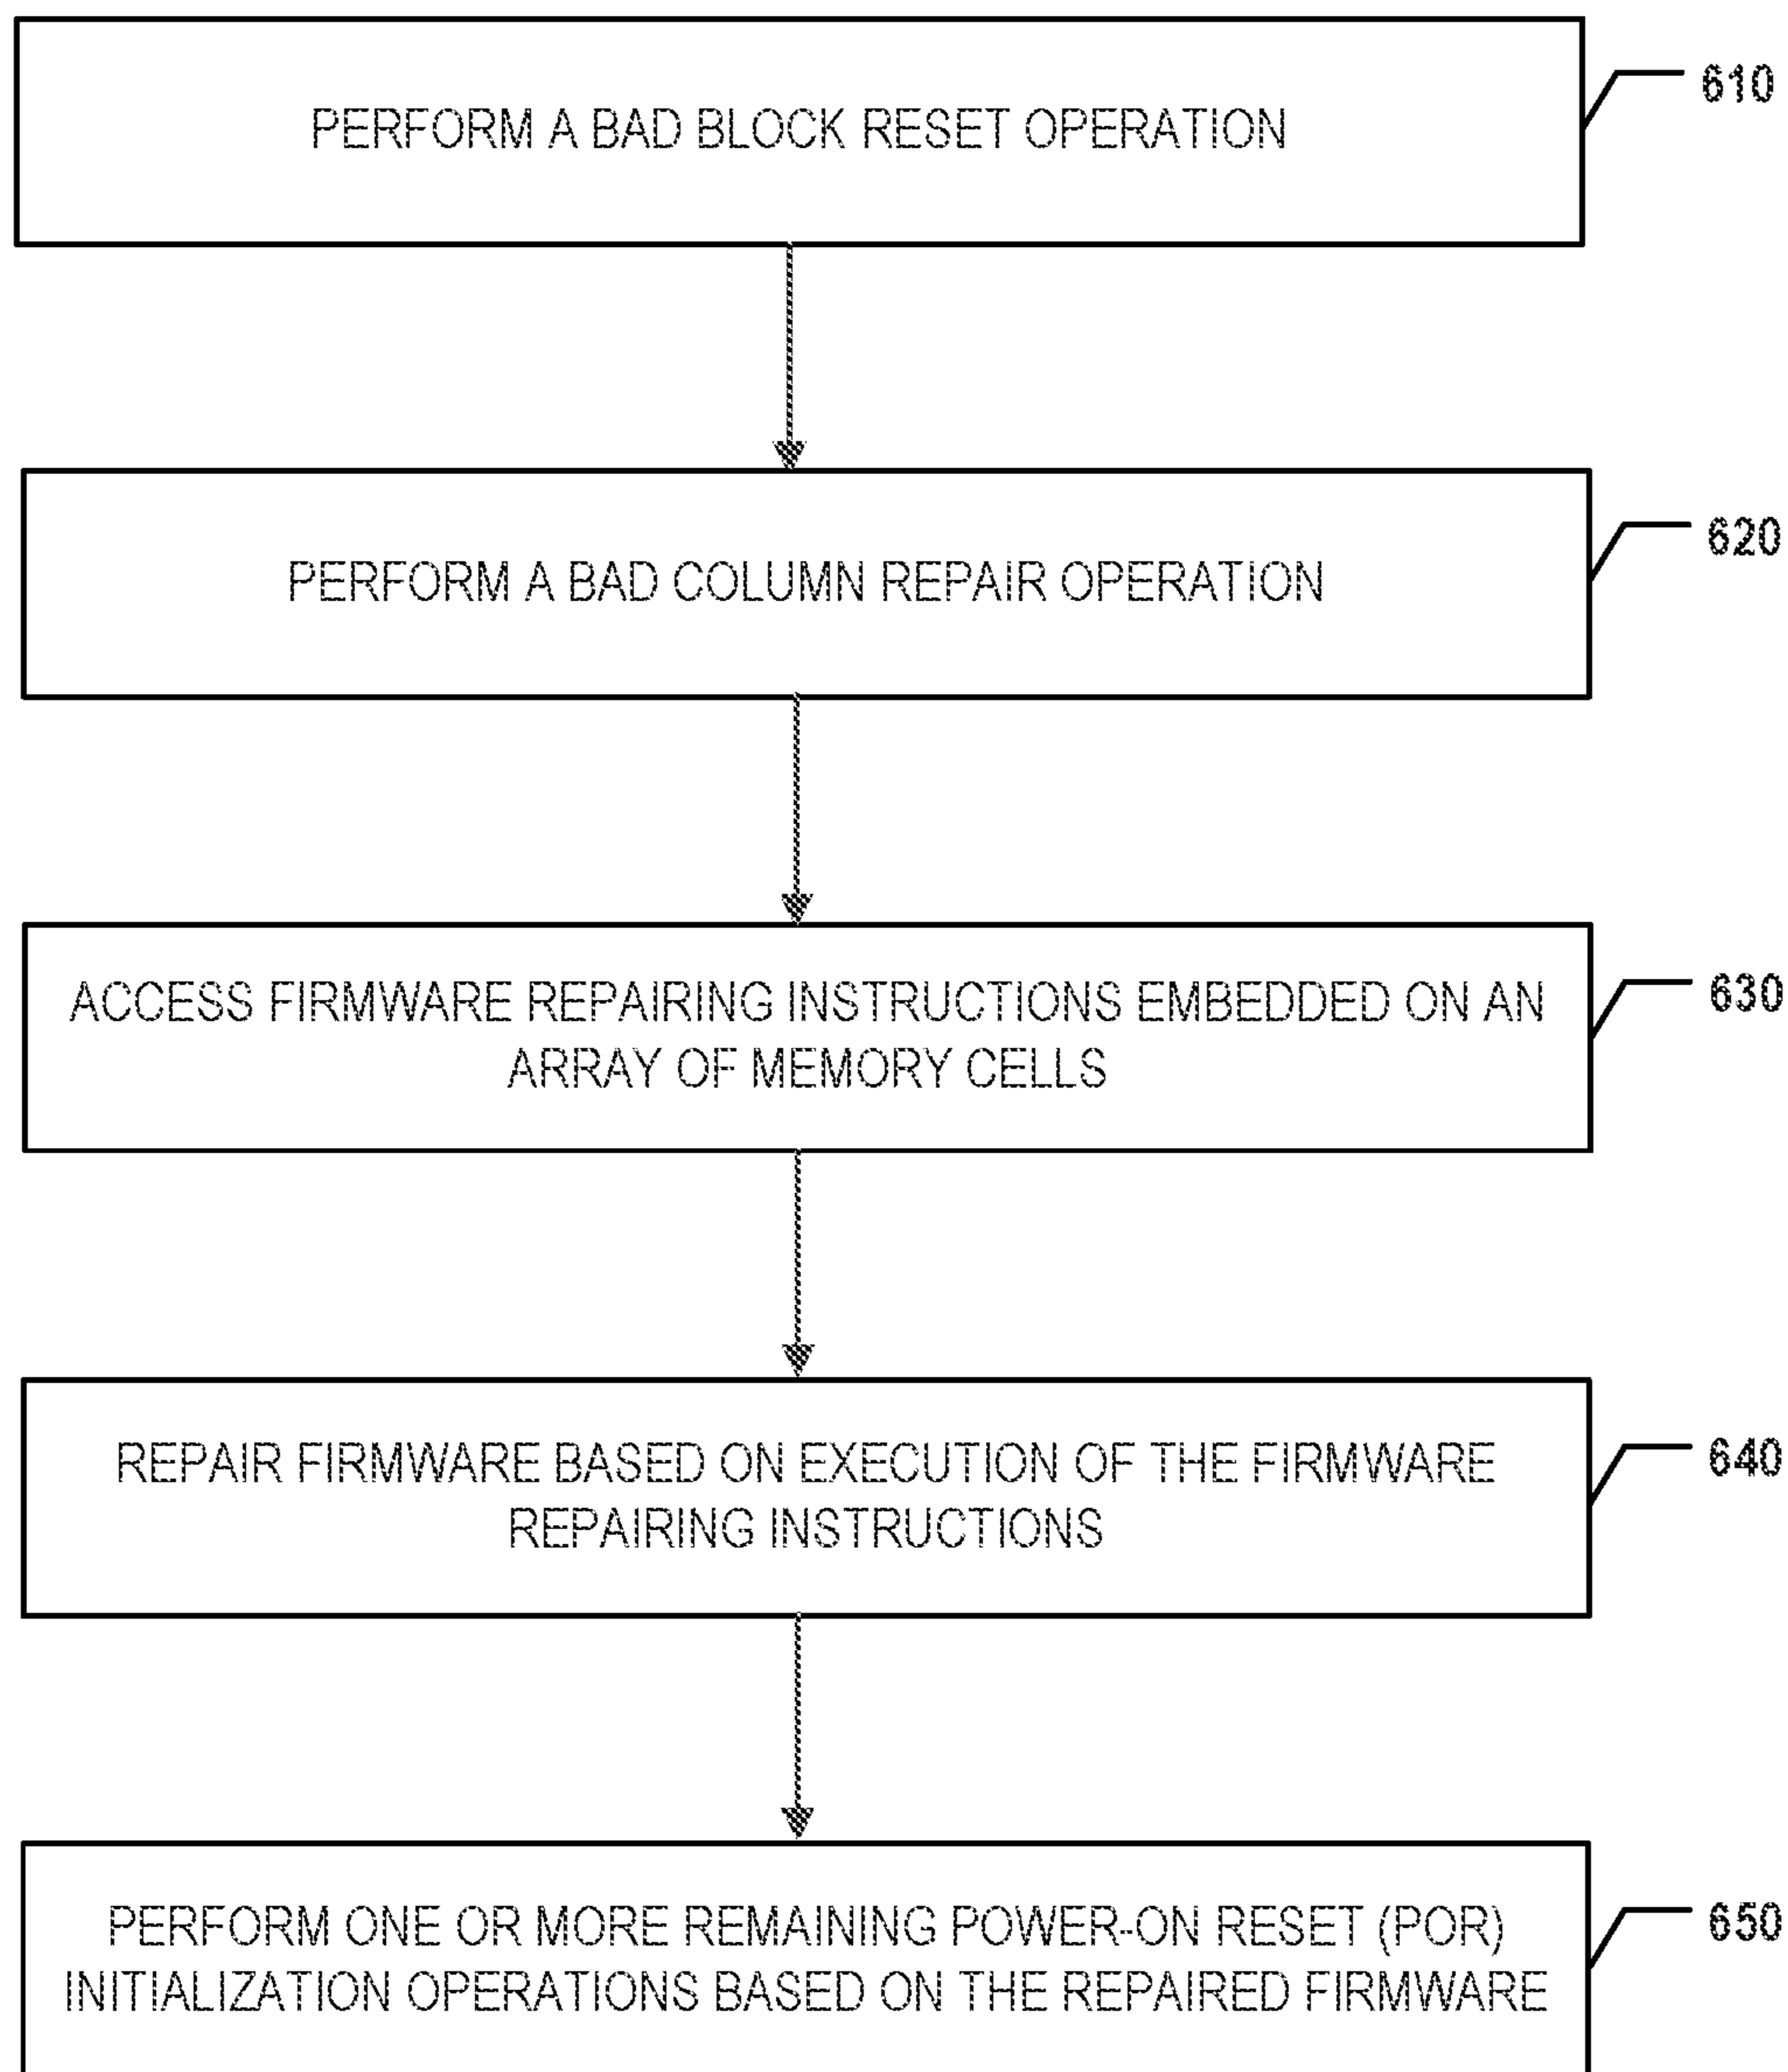 PERFORM A BAD BLOCK RESET OPERATION
610
PERFORM A BAD COLUMN REPAIR OPERATION
620
ACCESS FIRMWARE REPAIRING INSTRUCTIONS EMBEDDED ON AN
ARRAY OF MEMORY CELLS
630
REPAIR FIRMWARE BASED ON EXECUTION OF THE FIRMWARE
REPAIRING INSTRUCTIONS
640
PERFORM ONE OR MORE REMAINING POWER-ON RESET (POR)
INITIALIZATION OPERATIONS BASED ON THE REPAIRED FIRMWARE
650